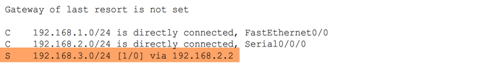 Gateway of last resort is not set
C 192.168.1.0/24 is directly connected, FastEthernet0/0
C 192.168.2.0/24 is directly connected, Serial0/0/0
S 192.168.3.0/24 [1/0] via 192.168.2.2